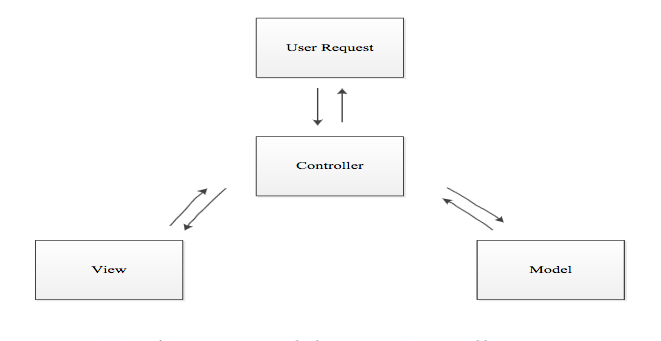 User Request
Controller
View
Model